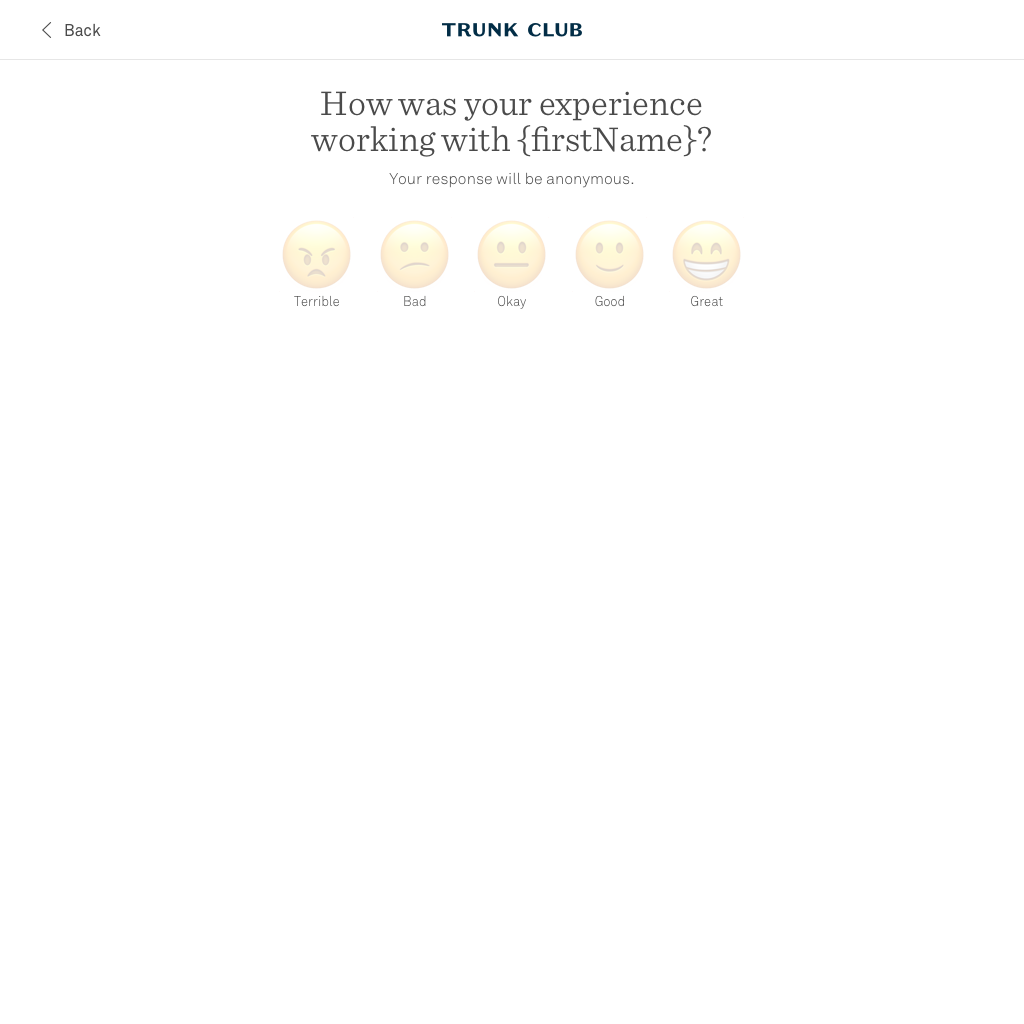 Back
TRUNK CLUB
How was your experience
working with {firstName}?
Your response will be anonymous.
Terrible
Bad
Okay
Good
Great